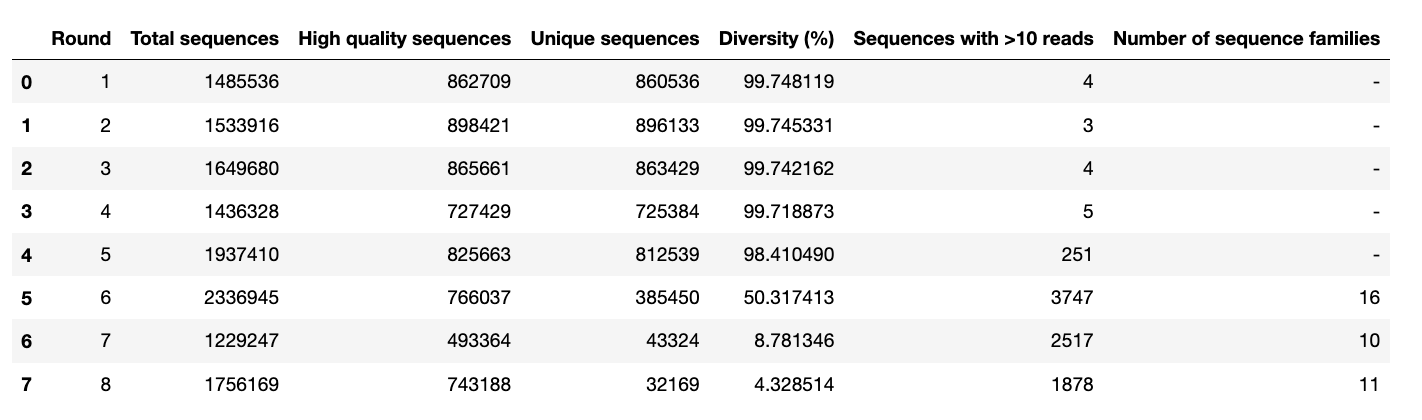 Round Total sequences High quality sequences Unique sequences Diversity (%) Sequences with >10 reads Number of sequence families
0 1 1485536 862709 860536 99.748119 4 -
1 2 1533916 898421 896133 99.745331 3 -
2 3 1649680 865661 863429 99.742162 4 -
3 4 1436328 727429 725384 99.718873 5 -
4 5 1937410 825663 812539 98.410490 251 -
5 6 2336945 766037 385450 50.317413 3747 16
6 7 1229247 493364 43324 8.781346 2517 10
7 8 1756169 743188 32169 4.328514 1878 11